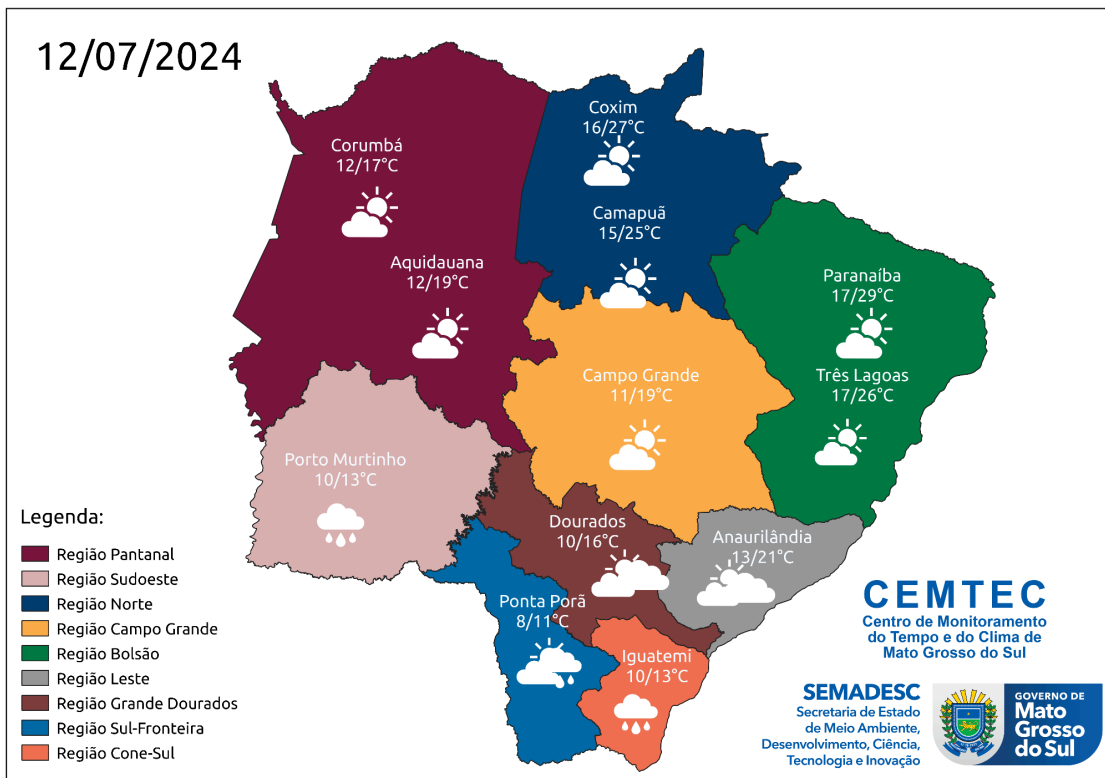 12/07/2024
Coxim
16/27°C
Corumbá
12/17°C
Camapuã
15/25°C
Aquidauana
12/19°C
Paranaíba
17/29°C
Campo Grande
11/19°C
Três Lagoas
17/26°C
Porto Murtinho
10/13°C
Dourados
10/16°C
Anaurilândia
13/21°C
Ponta Porã
8/11°C
Iguatemi
10/13°C
Legenda:
Região Pantanal
Região Sudoeste
Região Norte
Região Campo Grande
Região Bolsão
Região Leste
Região Grande Dourados
Região Sul-Fronteira
Região Cone-Sul
CEMTEC
Centro de Monitoramento
do Tempo e do Clima de
Mato Grosso do Sul
SEMADESC
Secretaria de Estado
de Meio Ambiente,
Desenvolvimento, Ciência,
Tecnologia e Inovação
GOVERNO DE
Mato
Grosso
do Sul